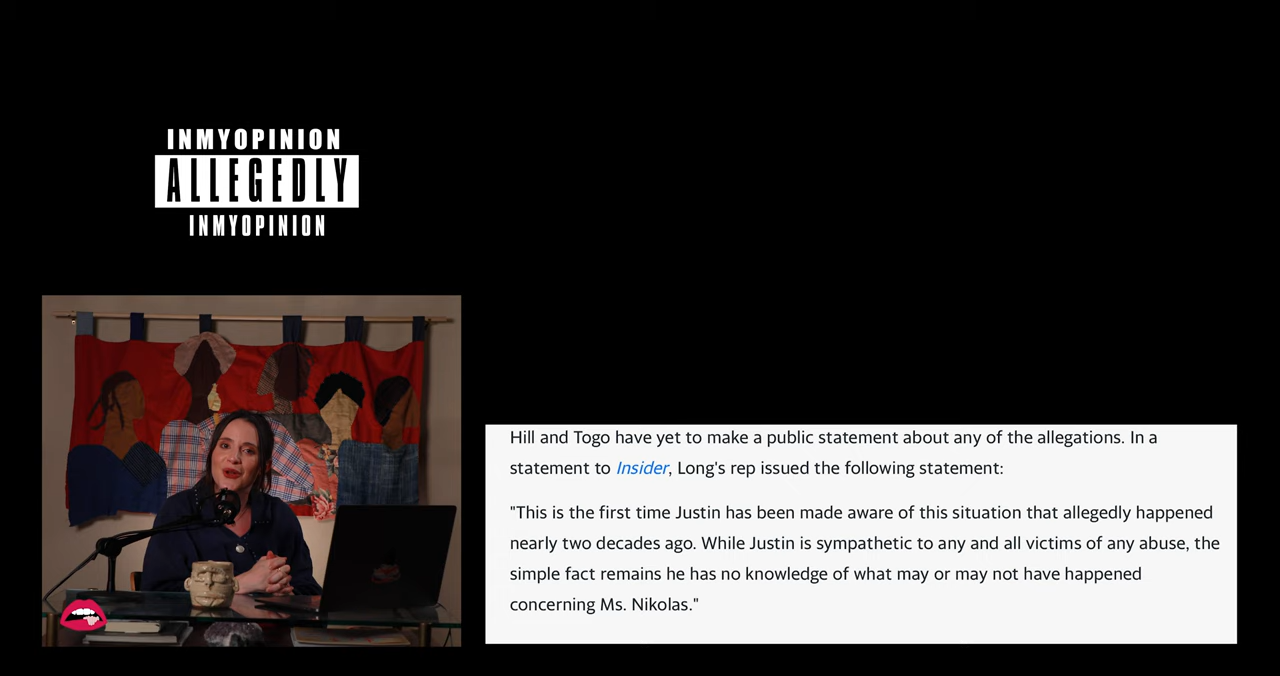 INMYOPINION
ALLEGEDLY
INMYOPINION
Hill and Togo have yet to make a public statement about any of the allegations. In a
statement to Insider, Long's rep issued the following statement:
"This is the first time Justin has been made aware of this situation that allegedly happened
nearly two decades ago. While Justin is sympathetic to any and all victims of any abuse, the
simple fact remains he has no knowledge of what may or may not have happened
concerning Ms. Nikolas."